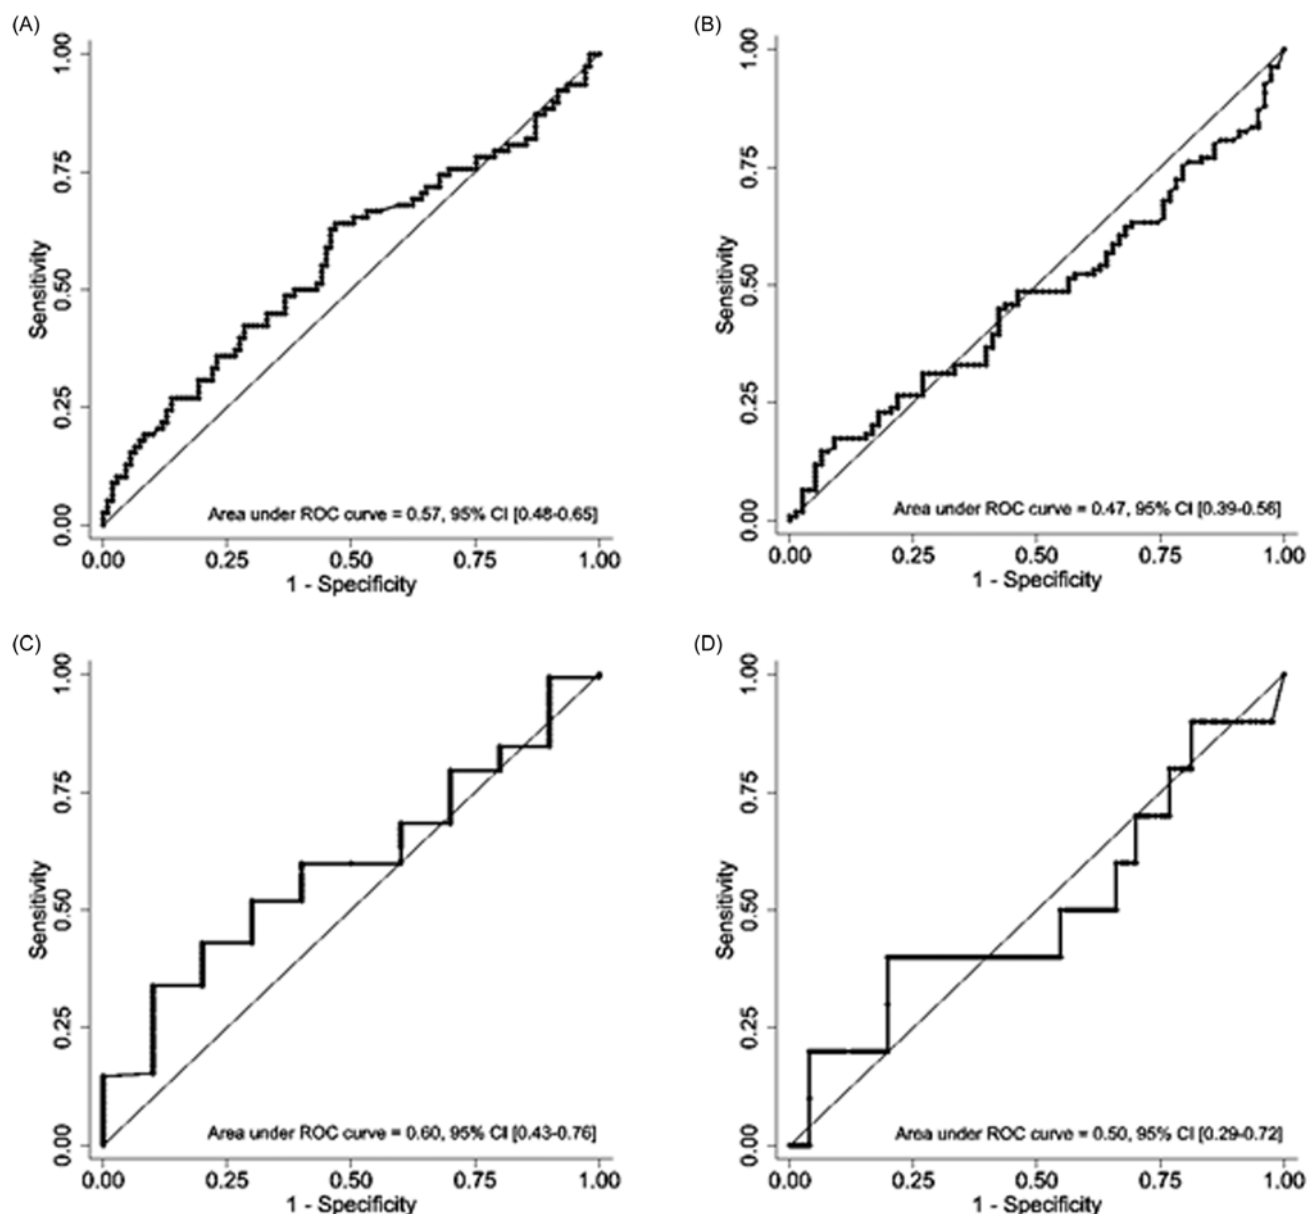 (A)
1.00
0.75
0.50
0.25
0.00
Sensitivity
Area under ROC curve = 0.57, 95% CI [0.48-0.65]
0.00 0.25 0.50 0.75 1.00
1 - Specificity
(B)
1.00
0.75
0.50
0.25
0.00
Sensitivity
Area under ROC curve = 0.47, 95% CI [0.39-0.56]
0.00 0.25 0.50 0.75 1.00
1 - Specificity
(C)
1.00
0.75
0.50
0.25
0.00
Sensitivity
Area under ROC curve = 0.60, 95% CI [0.43-0.76]
0.00 0.25 0.50 0.75 1.00
1 - Specificity
(D)
1.00
0.75
0.50
0.25
0.00
Sensitivity
Area under ROC curve = 0.50, 95% CI [0.29-0.72]
0.00 0.25 0.50 0.75 1.00
1 - Specificity